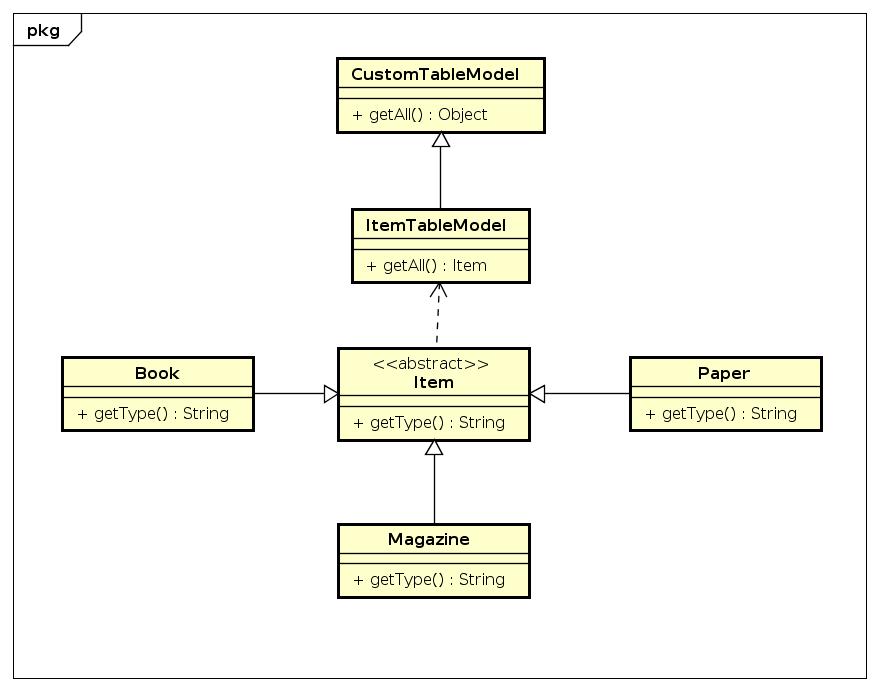 pkg
CustomTableModel
+ getAll() : Object
ItemTableModel
+ getAll() : Item
Book
+ getType() : String
<<abstract>>
Item
+ getType() : String
Paper
+ getType() : String
Magazine
+ getType() : String